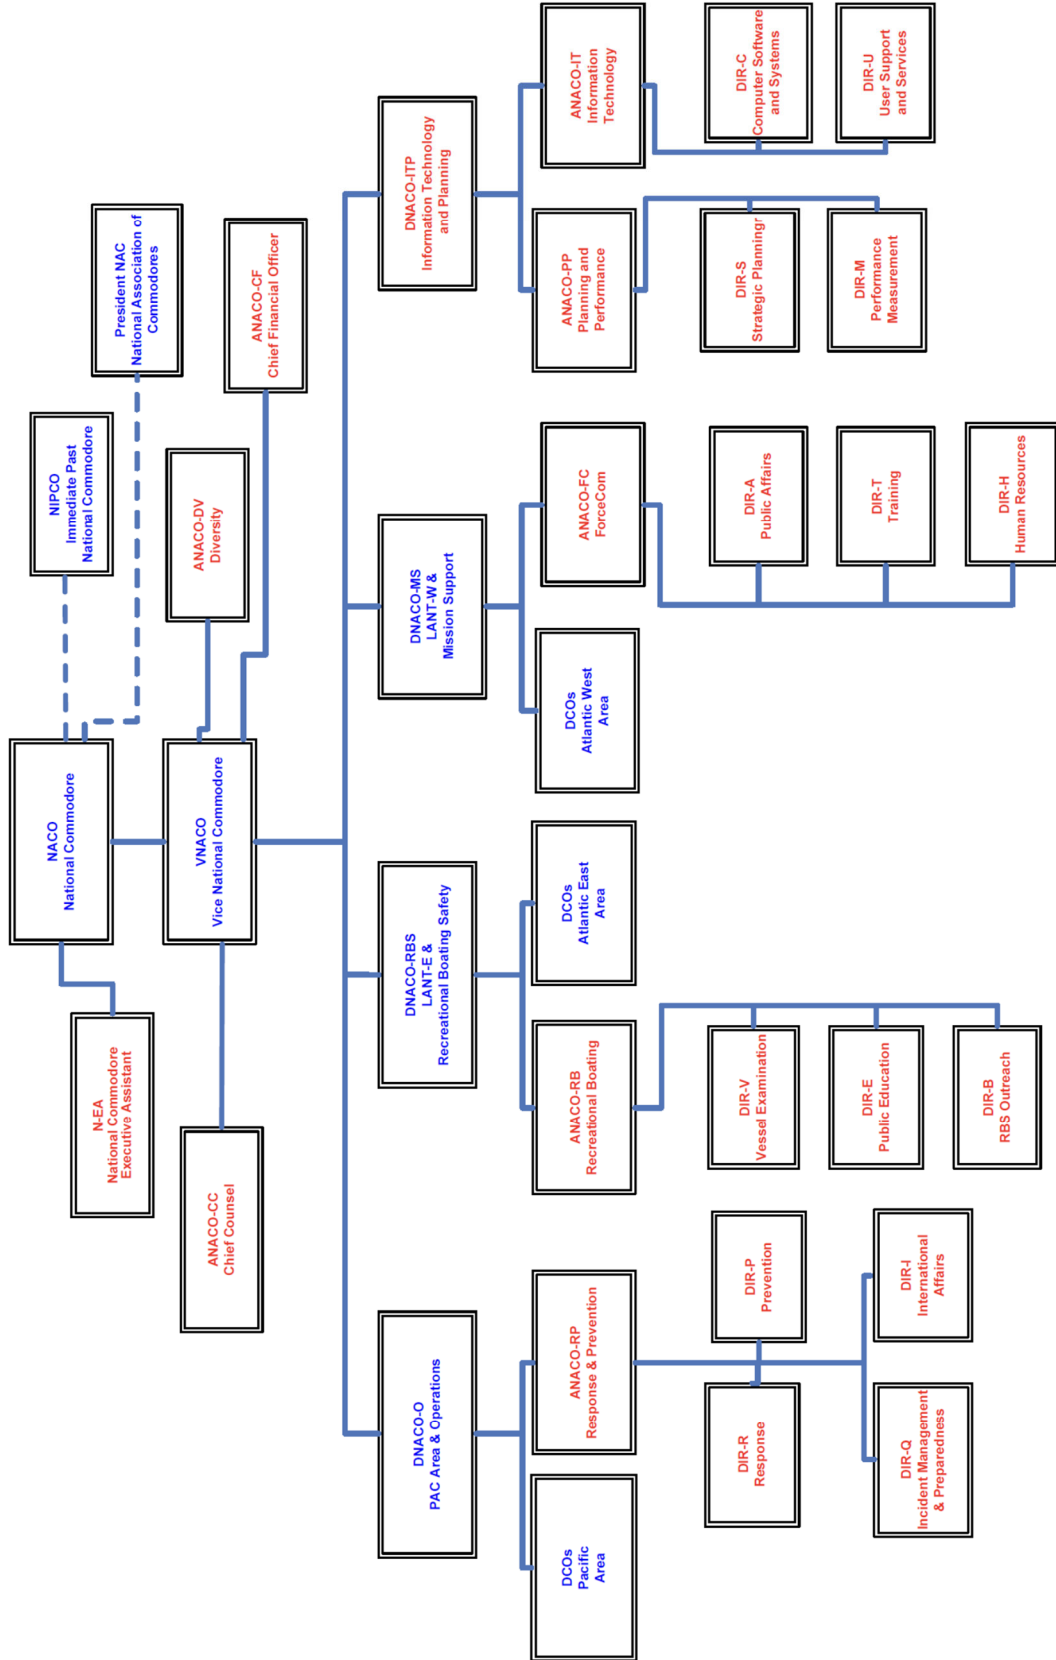 NACO
National Commodore
NIPCO
Immediate Past
National Commodore
President NAC
National Association of
Commodores
N-EA
National Commodore
Executive Assistant
VNACO
Vice National Commodore
ANACO-DV
Diversity
ANACO-CF
Chief Financial Officer
ANACO-CC
Chief Counsel
DNACO-O
PAC Area & Operations
DNACO-RBS
LANT-E &
Recreational Boating Safety
DNACO-MS
LANT-W &
Mission Support
DNACO-ITP
Information Technology
and Planning
DCOs
Pacific
Area
ANACO-RP
Response & Prevention
ANACO-RB
Recreational Boating
DCOs
Atlantic East
Area
DCOs
Atlantic West
Area
ANACO-FC
ForceCom
ANACO-PP
Planning and
Performance
ANACO-IT
Information
Technology
DIR-R
Response
DIR-P
Prevention
DIR-V
Vessel Examination
DIR-A
Public Affairs
DIR-S
Strategic Planningr
DIR-C
Computer Software
and Systems
DIR-Q
Incident Management
& Preparedness
DIR-I
International
Affairs
DIR-E
Public Education
DIR-T
Training
DIR-M
Performance
Measurement
DIR-U
User Support
and Services
DIR-B
RBS Outreach
DIR-H
Human Resources